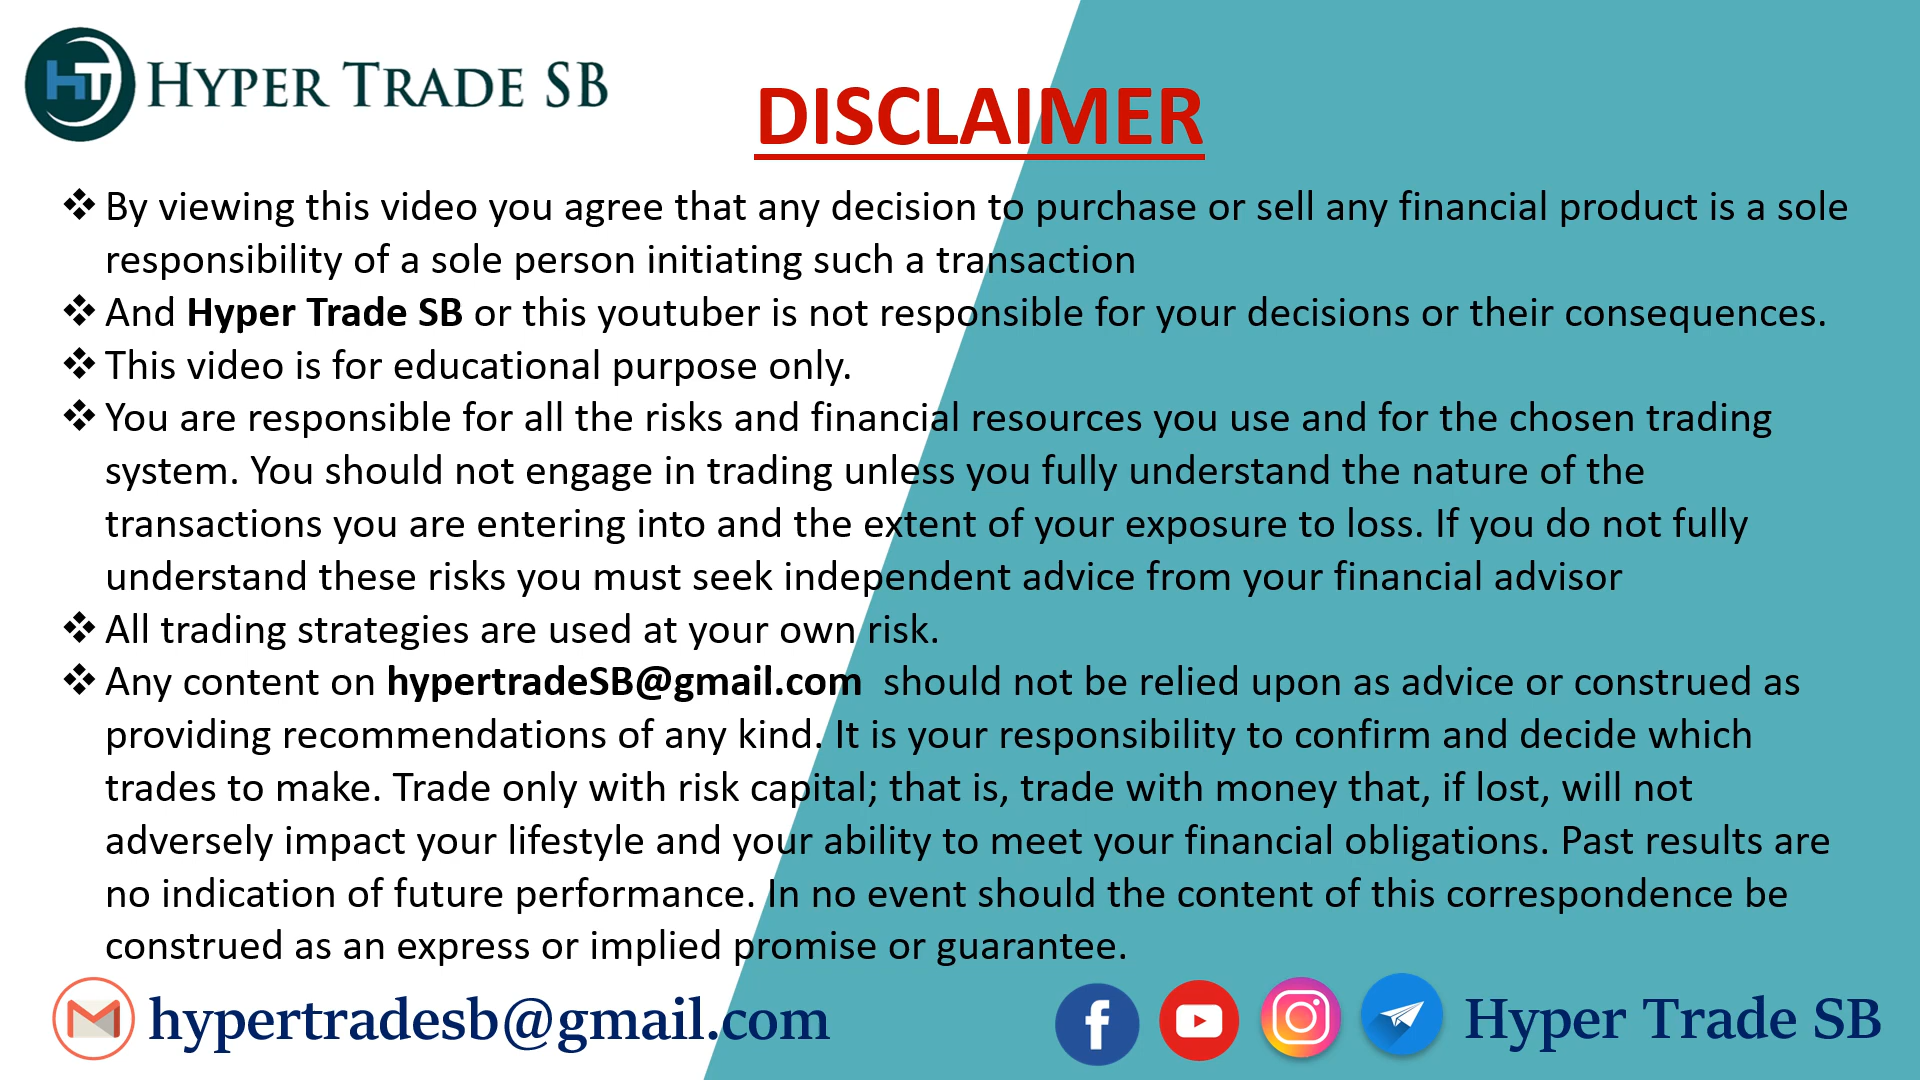 HT HYPER TRADE SB
DISCLAIMER
❖ By viewing this video you agree that any decision to purchase or sell any financial product is a sole
responsibility of a sole person initiating such a transaction
❖ And Hyper Trade SB or this youtuber is not responsible for your decisions or their consequences.
❖ This video is for educational purpose only.
❖ You are responsible for all the risks and financial resources you use and for the chosen trading
system. You should not engage in trading unless you fully understand the nature of the
transactions you are entering into and the extent of your exposure to loss. If you do not fully
understand these risks you must seek independent advice from your financial advisor
❖ All trading strategies are used at your own risk.
❖ Any content on hypertradeSB@gmail.com should not be relied upon as advice or construed as
providing recommendations of any kind. It is your responsibility to confirm and decide which
trades to make. Trade only with risk capital; that is, trade with money that, if lost, will not
adversely impact your lifestyle and your ability to meet your financial obligations. Past results are
no indication of future performance. In no event should the content of this correspondence be
construed as an express or implied promise or guarantee.
hypertradesb@gmail.com
Hyper Trade SB